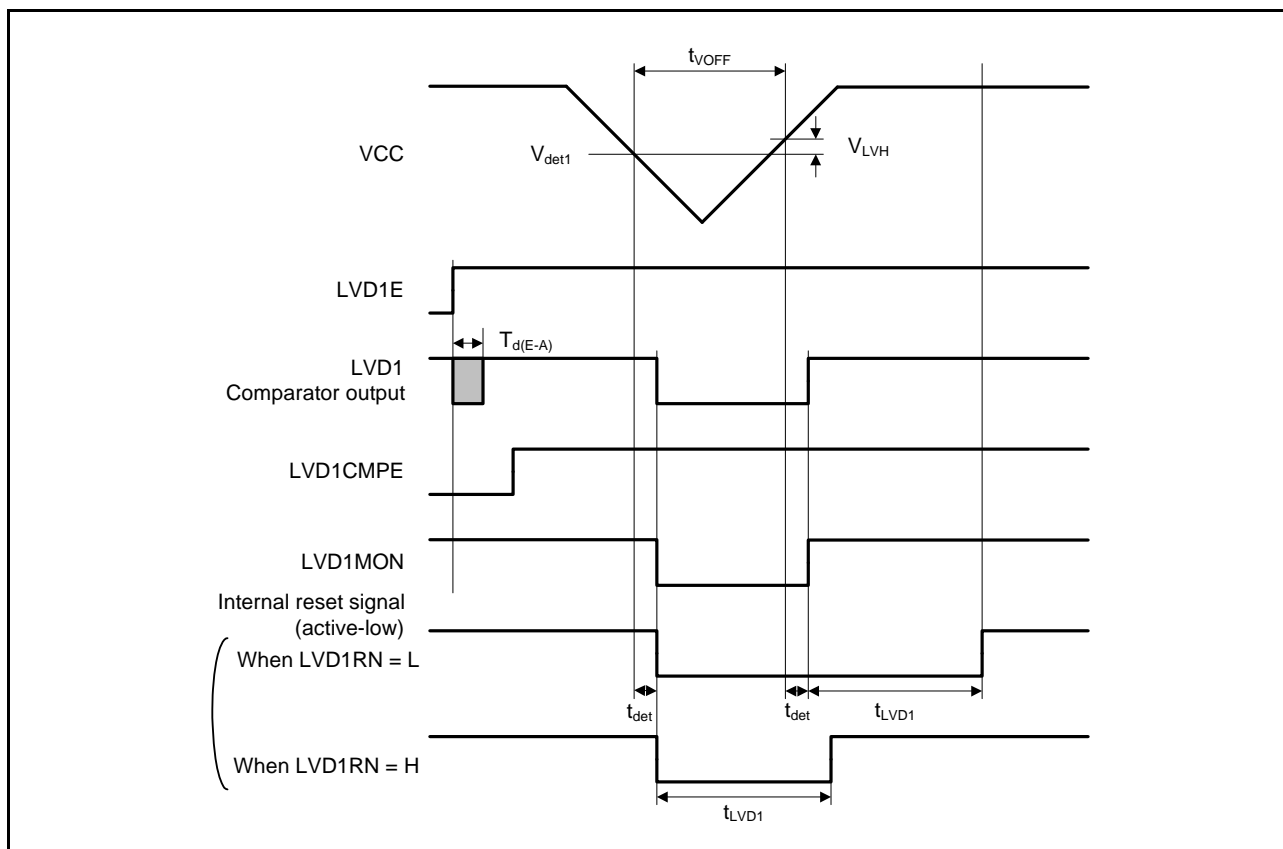 tVOFF
VCC
Vdet1
VLVH
LVD1E
Td(E-A)
LVD1
Comparator output
LVD1CMPE
LVD1MON
Internal reset signal
(active-low)
When LVD1RN = L
tdet
tdet
tLVD1
When LVD1RN = H
tLVD1